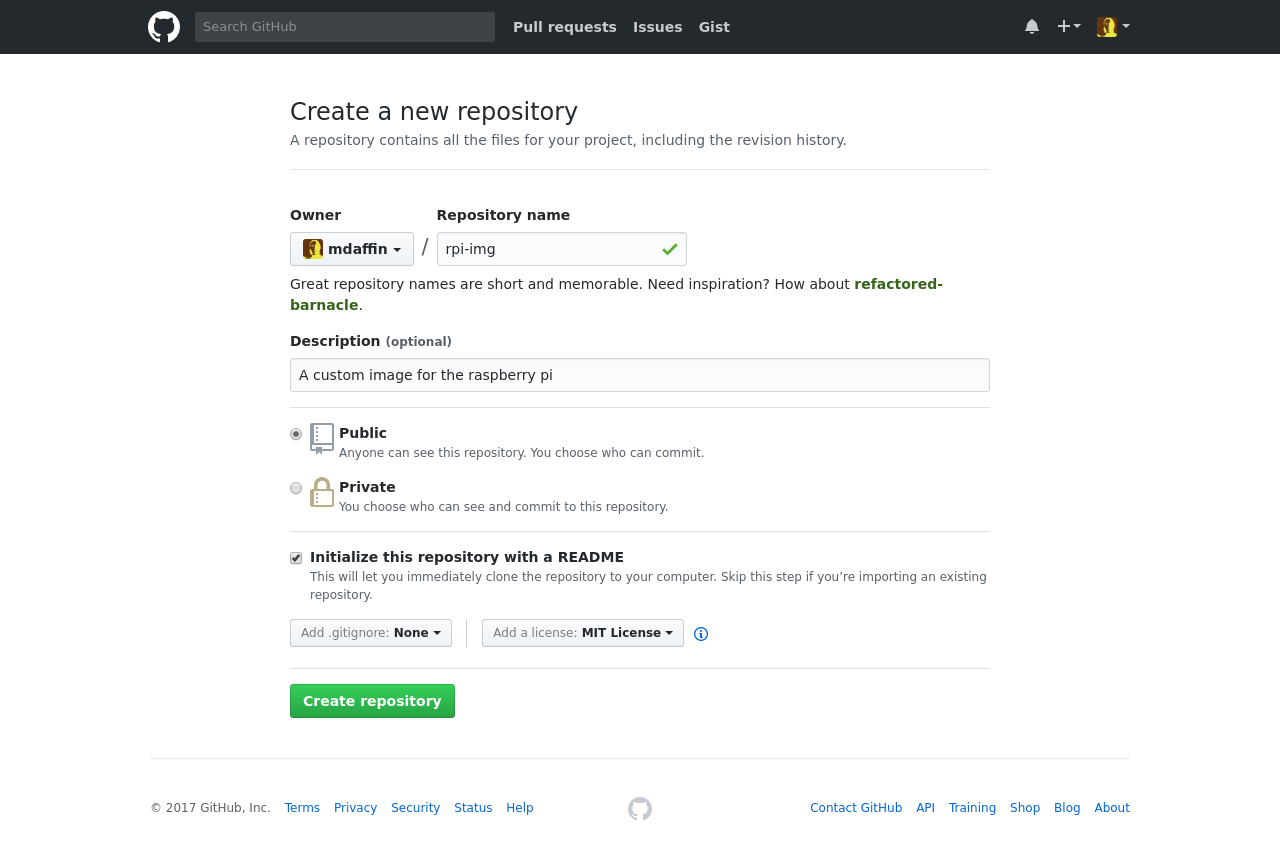 Search GitHub Pull requests Issues Gist
Create a new repository
A repository contains all the files for your project, including the revision history.
Owner Repository name
mdaffin / rpi-img
Great repository names are short and memorable. Need inspiration? How about refactored-
barnacle.
Description (optional)
A custom image for the raspberry pi
Public
Anyone can see this repository. You choose who can commit.
Private
You choose who can see and commit to this repository.
Initialize this repository with a README
This will let you immediately clone the repository to your computer. Skip this step if you’re importing an existing
repository.
Add .gitignore: None Add a license: MIT License
Create repository
© 2017 GitHub, Inc. Terms Privacy Security Status Help Contact GitHub API Training Shop Blog About